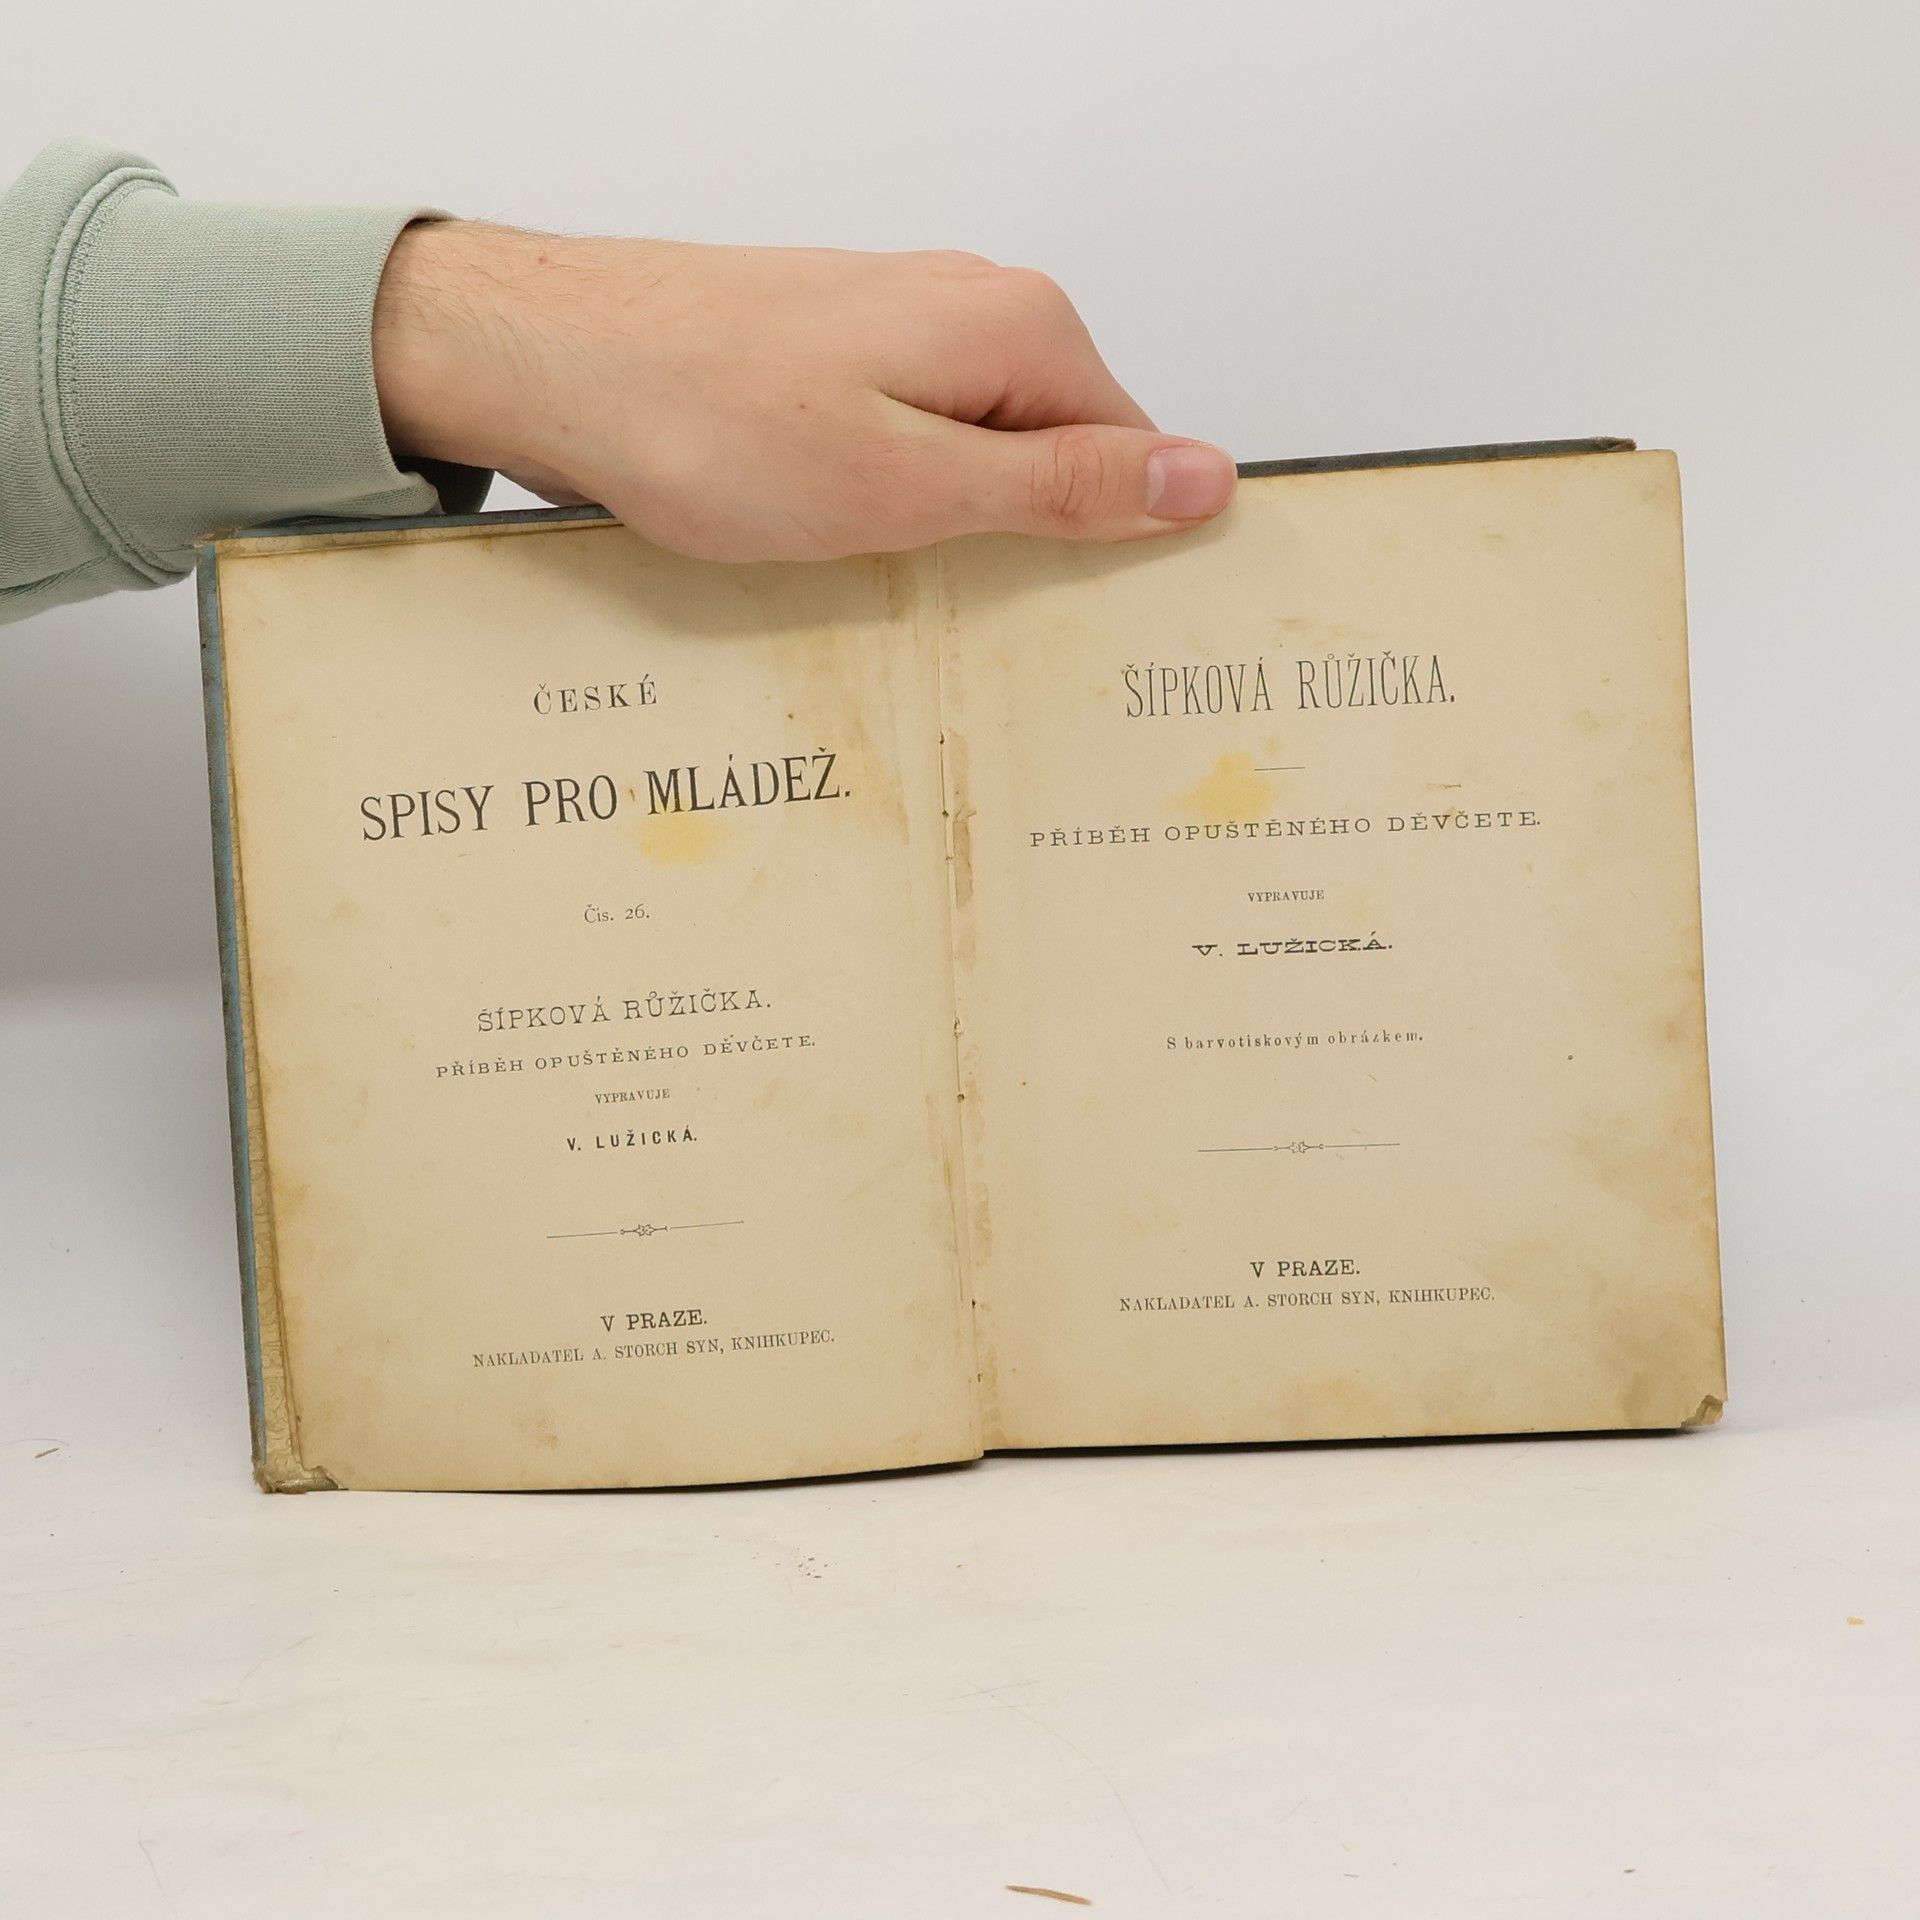 ČESKÉ
SPISY PRO MLÁDEŽ.
Čís. 26.
ŠÍPKOVÁ RŮŽIČKA.
PŘÍBĚH OPUŠTĚNÉHO DĚVČETE.
VYPRAVUJE
V. LUŽICKÁ.
V PRAZE.
NAKLADATEL A. STORCH SYN, KNIHKUPEC.
ŠÍPKOVÁ RŮŽIČKA.
PŘÍBĚH OPUŠTĚNÉHO DĚVČETE.
VYPRAVUJE
V. LUŽICKÁ.
S barvotiskovým obrázkem.
V PRAZE.
NAKLADATEL A. STORCH SYN, KNIHKUPEC.